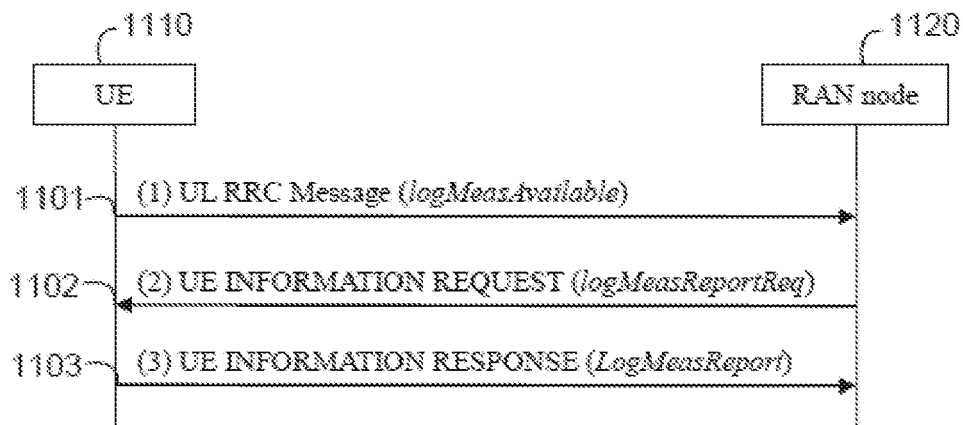 1110
1120
UE
RAN node
1101
(1) UL RRC Message (logMeasAvailable)
1102
(2) UE INFORMATION REQUEST (logMeasReportReq)
1103
(3) UE INFORMATION RESPONSE (LogMeasReport)